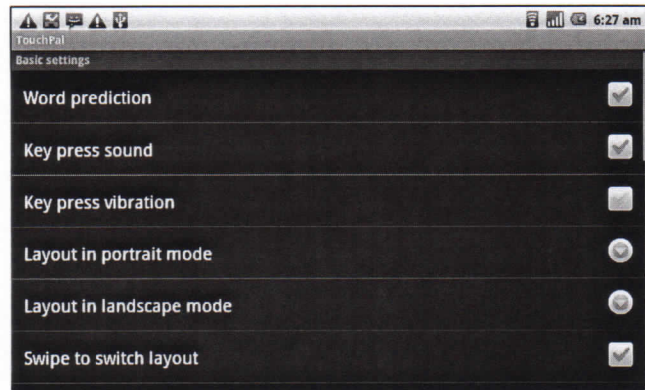 6:27 am
TouchPal
Basic settings
Word prediction
Key press sound
Key press vibration
Layout in portrait mode
Layout in landscape mode
Swipe to switch layout